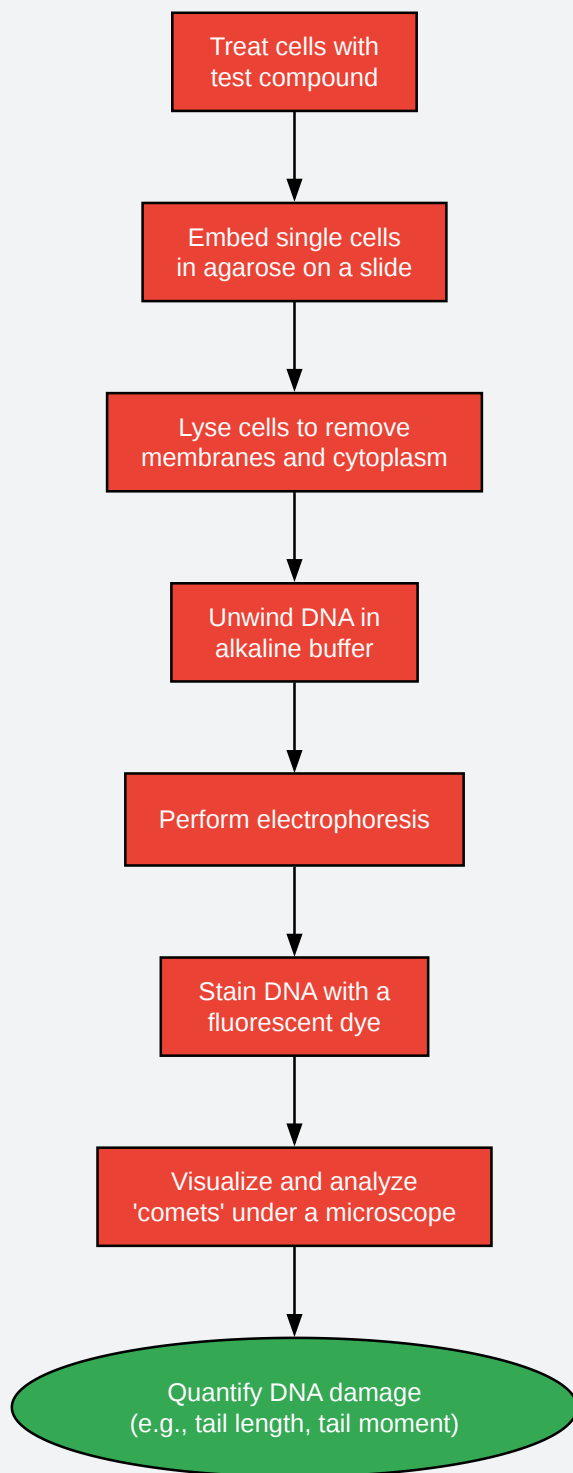 Treat cells with
test compound
Embed single cells
in agarose on a slide
Lyse cells to remove
membranes and cytoplasm
Unwind DNA in
alkaline buffer
Perform electrophoresis
Stain DNA with a
fluorescent dye
Visualize and analyze
'comets' under a microscope
Quantify DNA damage
(e.g., tail length, tail moment)